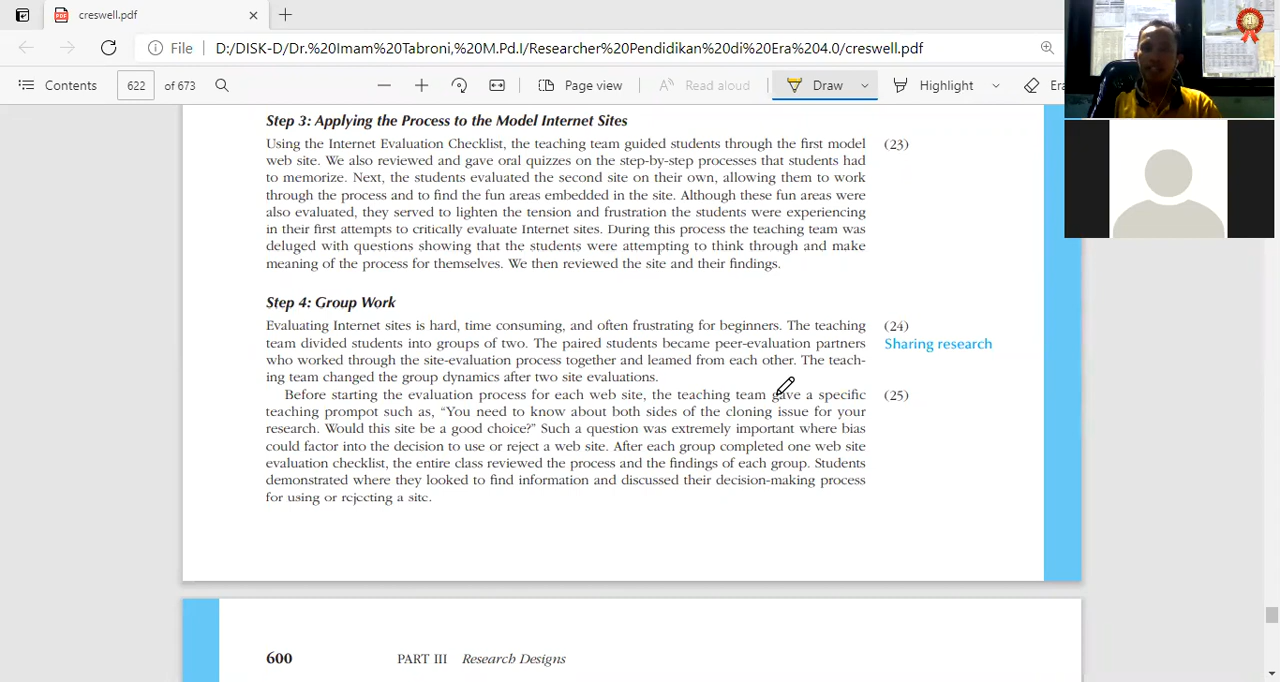 creswell.pdf
File
D:/DISK-D/Dr.%20Imam%20Tabroni,%20M.Pd.I/Researcher%20Pendidikan%20di%20Era%204.0/creswell.pdf
Contents
622
of 673
Page view
Read aloud
Draw
Highlight
Era
Step 3: Applying the Process to the Model Internet Sites
Using the Internet Evaluation Checklist, the teaching team guided students through the first model (23)
web site. We also reviewed and gave oral quizzes on the step-by-step processes that students had
to memorize. Next, the students evaluated the second site on their own, allowing them to work
through the process and to find the fun areas embedded in the site. Although these fun areas were
also evaluated, they served to lighten the tension and frustration the students were experiencing
in their first attempts to critically evaluate Internet sites. During this process the teaching team was
deluged with questions showing that the students were attempting to think through and make
meaning of the process for themselves. We then reviewed the site and their findings.
Step 4: Group Work
Evaluating Internet sites is hard, time consuming, and often frustrating for beginners. The teaching (24)
team divided students into groups of two. The paired students became peer-evaluation partners Sharing research
who worked through the site-evaluation process together and leamed from each other. The teach-
ing team changed the group dynamics after two site evaluations.
Before starting the evaluation process for each web site, the teaching team gave a specific (25)
teaching prompot such as, “You need to know about both sides of the cloning issue for your
research. Would this site be a good choice?” Such a question was extremely important where bias
could factor into the decision to use or reject a web site. After each group completed one web site
evaluation checklist, the entire class reviewed the process and the findings of each group. Students
demonstrated where they looked to find information and discussed their decision-making process
for using or rejecting a site.
600 PART III Research Designs